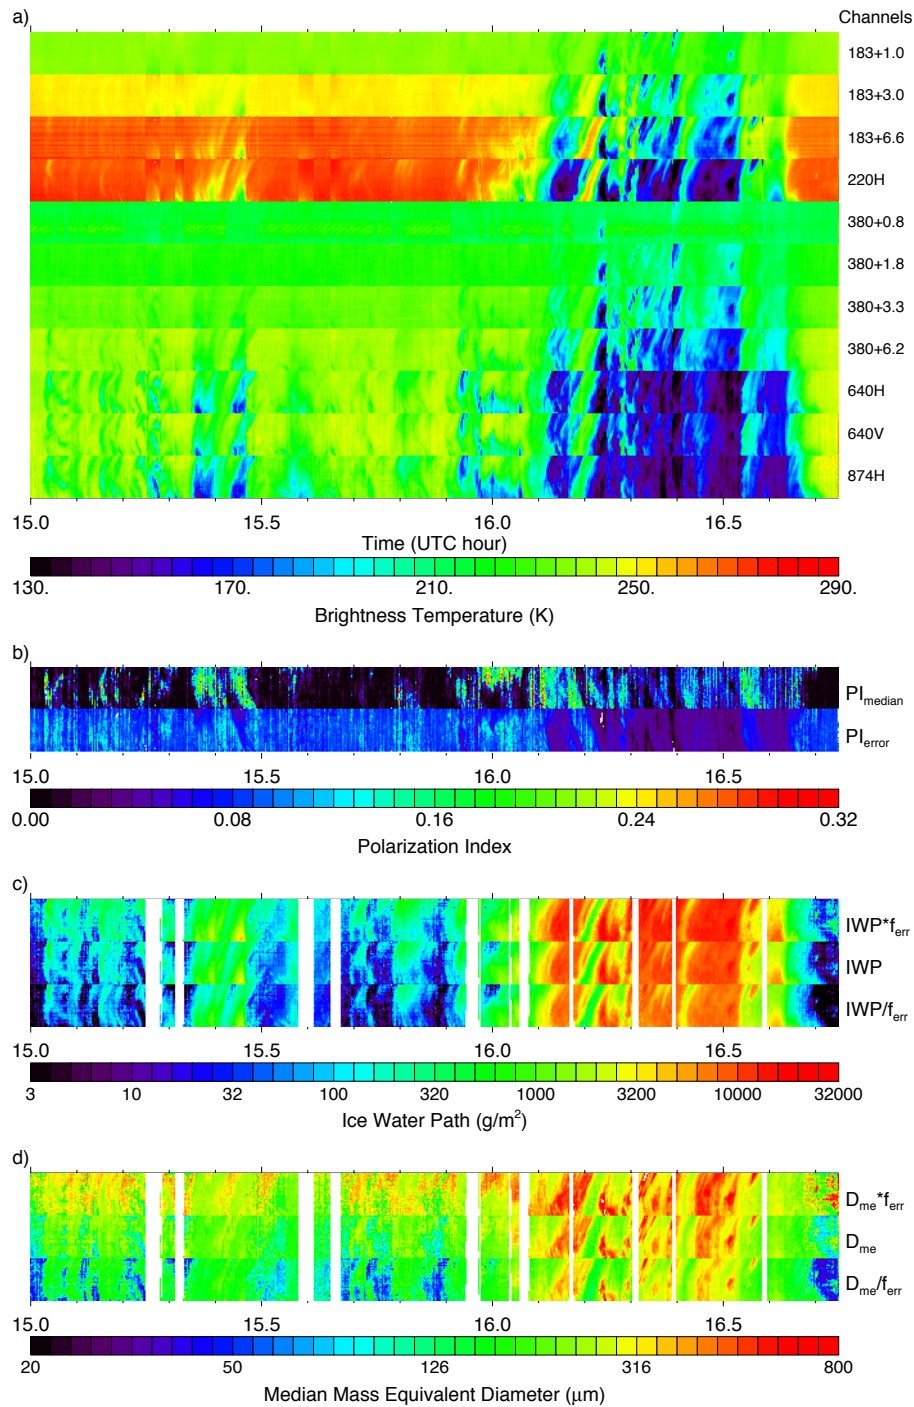 a)
Channels
183+1.0
183+3.0
183+6.6
220H
380+0.8
380+1.8
380+3.3
380+6.2
640H
640V
874H
15.0 15.5 16.0 16.5
Time (UTC hour)
130. 170. 210. 250. 290.
Brightness Temperature (K)
b)
PI_median
PI_error
15.0 15.5 16.0 16.5
0.00 0.08 0.16 0.24 0.32
Polarization Index
c)
IWP*f_err
IWP
IWP/f_err
15.0 15.5 16.0 16.5
3 10 32 100 320 1000 3200 10000 32000
Ice Water Path (g/m²)
d)
D_me*f_err
D_me
D_me/f_err
15.0 15.5 16.0 16.5
20 50 126 316 800
Median Mass Equivalent Diameter (μm)